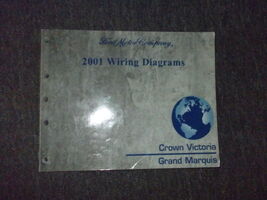 Ford Motor Company
2001 Wiring Diagrams
Crown Victoria
Grand Marquis